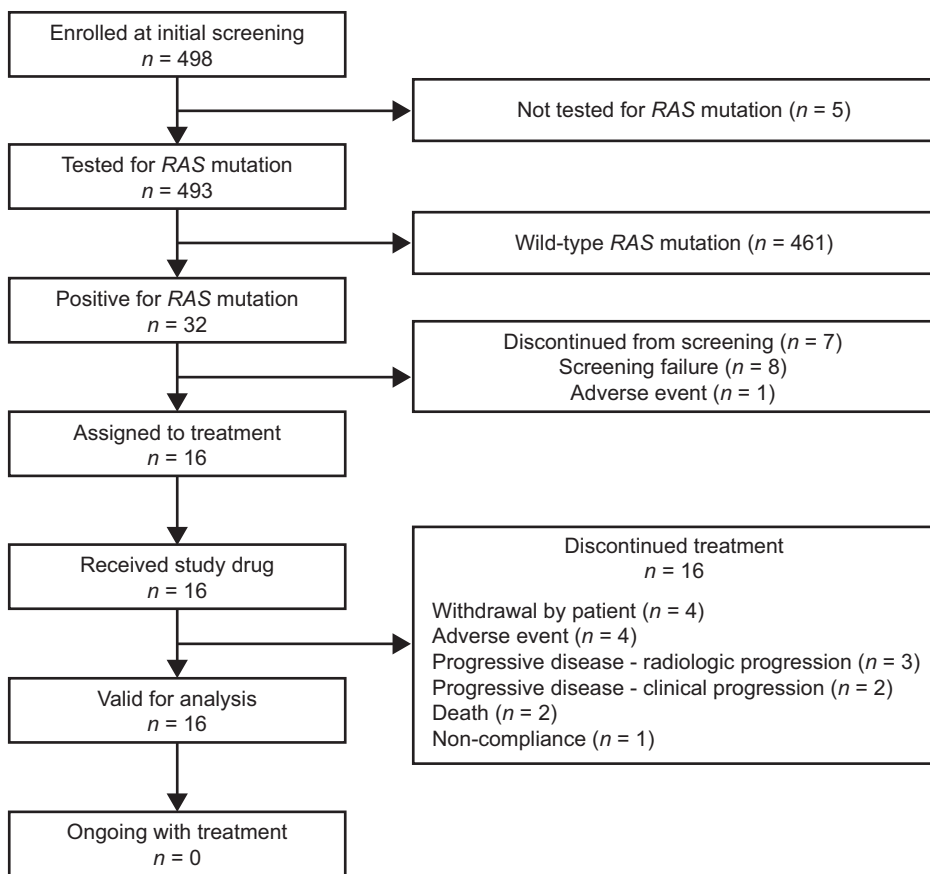 Enrolled at initial screening
n = 498
Not tested for RAS mutation (n = 5)
Tested for RAS mutation
n = 493
Wild-type RAS mutation (n = 461)
Positive for RAS mutation
n = 32
Discontinued from screening (n = 7)
Screening failure (n = 8)
Adverse event (n = 1)
Assigned to treatment
n = 16
Received study drug
n = 16
Discontinued treatment
n = 16
Withdrawal by patient (n = 4)
Adverse event (n = 4)
Progressive disease - radiologic progression (n = 3)
Progressive disease - clinical progression (n = 2)
Death (n = 2)
Non-compliance (n = 1)
Valid for analysis
n = 16
Ongoing with treatment
n = 0